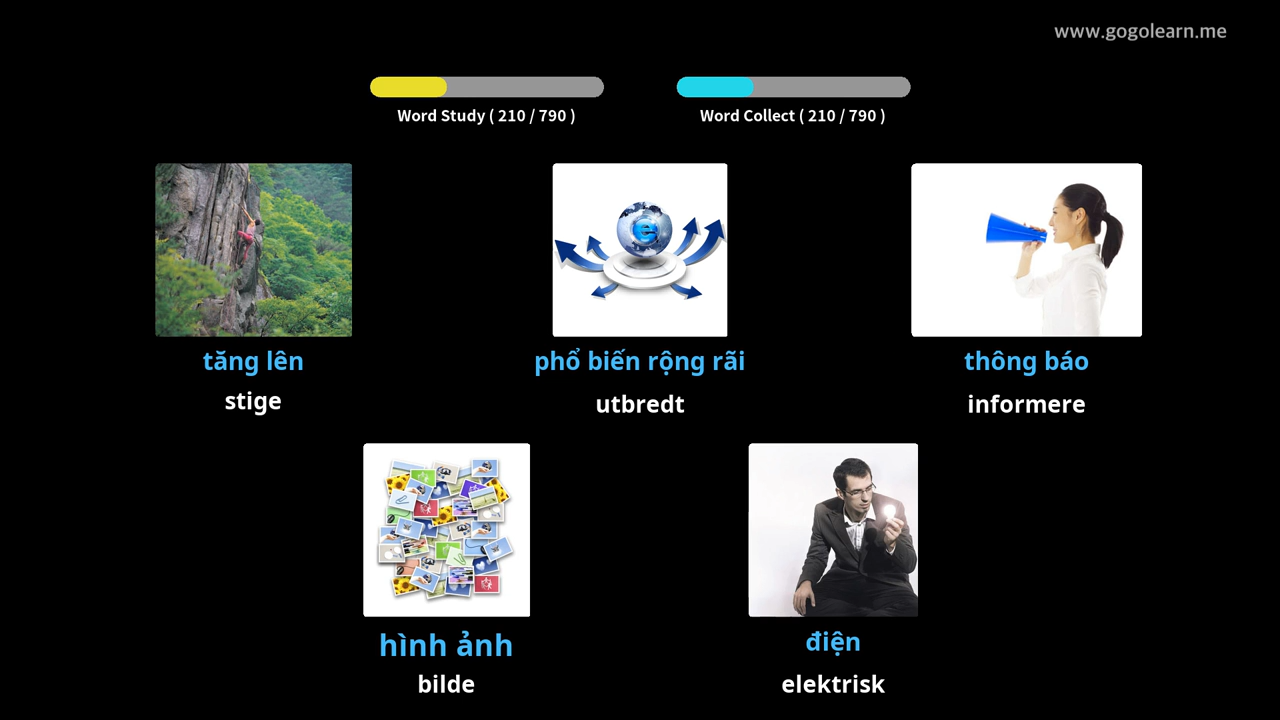 www.gogolearn.me
Word Study ( 210 / 790 )
Word Collect ( 210 / 790 )
tăng lên
stige
phổ biến rộng rãi
utbredt
thông báo
informere
hình ảnh
bilde
điện
elektrisk